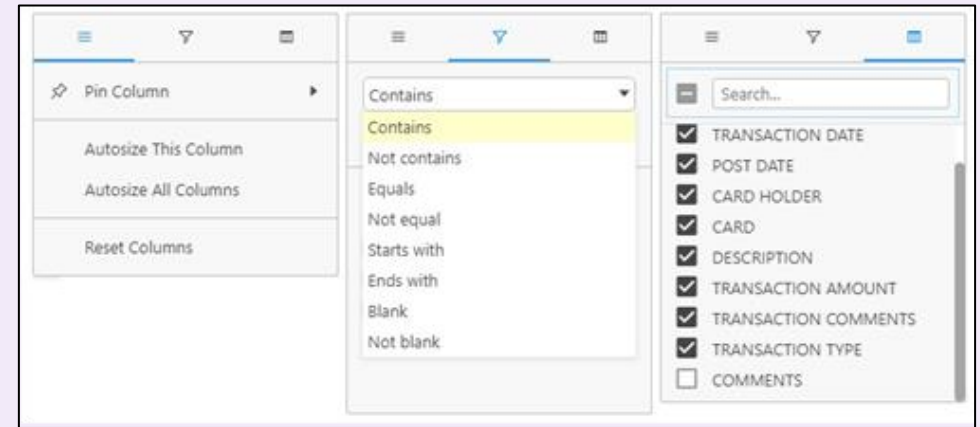 Pin Column
Autosize This Column
Autosize All Columns
Reset Columns
Contains
Contains
Not contains
Equals
Not equal
Starts with
Ends with
Blank
Not blank
Search...
TRANSACTION DATE
POST DATE
CARD HOLDER
CARD
DESCRIPTION
TRANSACTION AMOUNT
TRANSACTION COMMENTS
TRANSACTION TYPE
COMMENTS